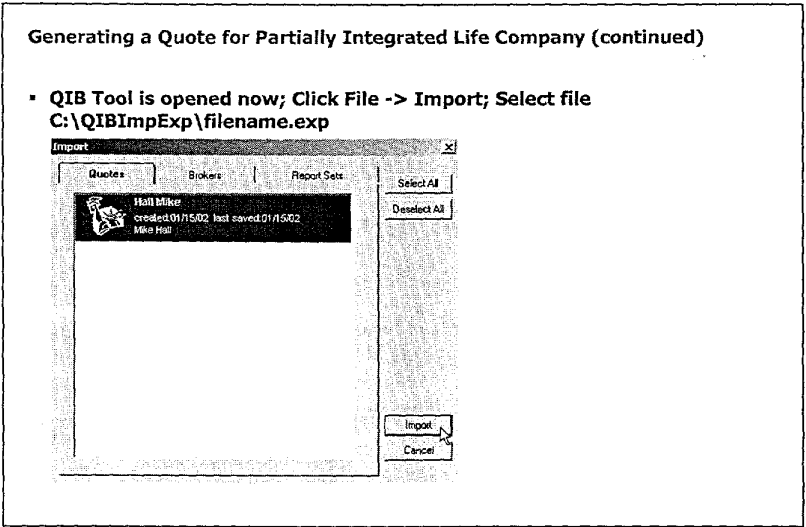 Generating a Quote for Partially Integrated Life Company (continued)
▪ QIB Tool is opened now; Click File -> Import; Select file
C:\QIBImpExp\filename.exp
Import
Quotes Brokers Report Sets
Select All
Deselect All
Hall Mike
created:01/15/02 last saved:01/15/02
Mike Hall
Import
Cancel